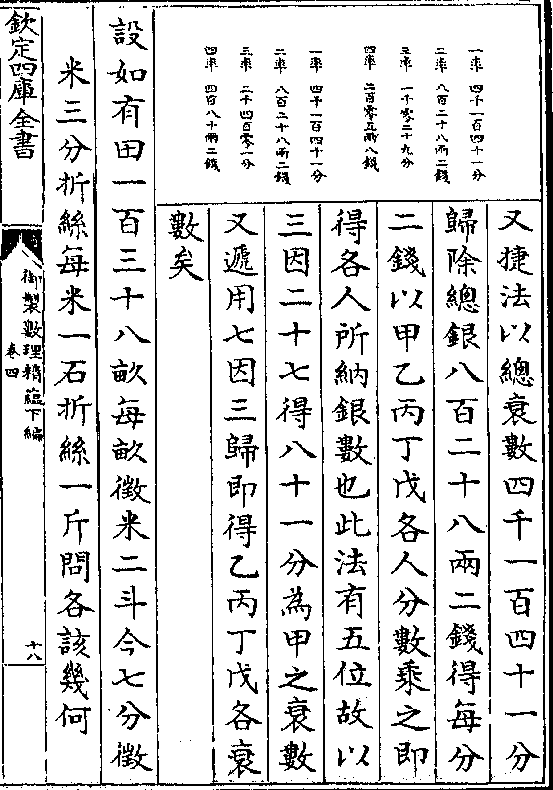 一率　四千一百四十一分
二率　八百二十八兩二錢
三率　一千零二十九分
四率　二百零五兩八錢
一率　四千一百四十一分
二率　八百二十八兩二錢
三率　二千四百零一分
四率　四百八十兩二錢
又捷法以總衰數四千一百四十一分
歸除總銀八百二十八兩二錢得每分
二錢以甲乙丙丁戊各人分數乘之即
得各人所納銀數也此法有五位故以
三因二十七得八十一分為甲之衰數
又遞用七因三歸即得乙丙丁戊各衰
數矣
設如有田一百三十八畝每畝徵米二斗今七分徵
米三分折絲每米一石折絲一斤問各該幾何
欽定四庫全書
御製數理精蘊下編
卷四
十八